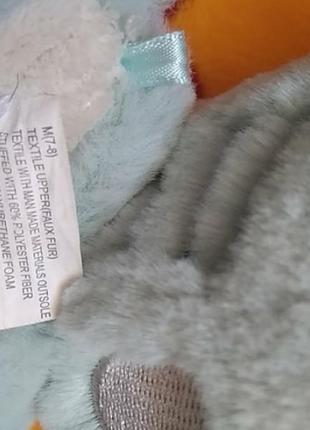 M(7-8)
TEXTILE UPPER(FAUX FUR)
TEXTILE WITH MAN MADE MATERIALS OUTSOLE
STUFFED WITH 60% POLYESTER FIBER
URETHANE FOAM